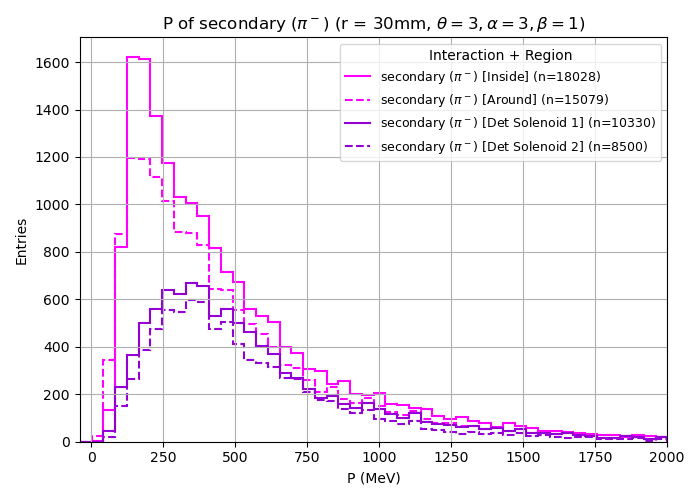 P of secondary (π⁻) (r = 30mm, θ = 3, α = 3, β = 1)
Interaction + Region
secondary (π⁻) [Inside] (n=18028)
secondary (π⁻) [Around] (n=15079)
secondary (π⁻) [Det Solenoid 1] (n=10330)
secondary (π⁻) [Det Solenoid 2] (n=8500)
Entries
1600
1400
1200
1000
800
600
400
200
0
0 250 500 750 1000 1250 1500 1750 2000
P (MeV)